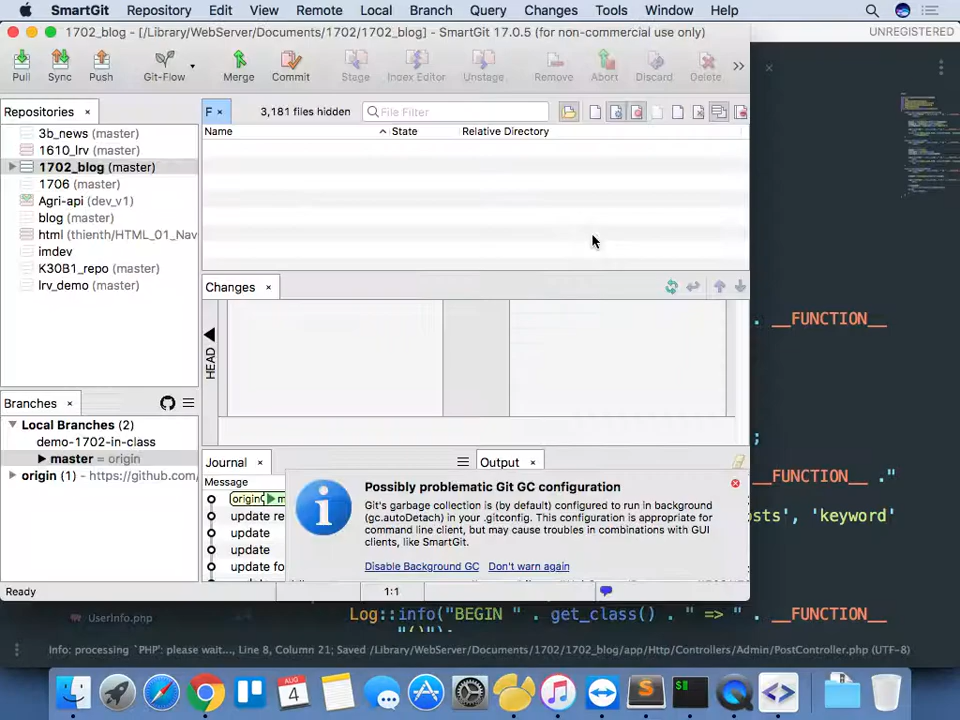 SmartGit Repository Edit View Remote Local Branch Query Changes Tools Window Help
1702_blog - [/Library/WebServer/Documents/1702/1702_blog] - SmartGit 17.0.5 (for non-commercial use only)
UNREGISTERED
Pull Sync Push Git-Flow Merge Commit Stage Index Editor Unstage Remove Abort Discard Delete
Repositories
F 3,181 files hidden File Filter
Name State Relative Directory
3b_news (master)
1610_lrv (master)
1702_blog (master)
1706 (master)
Agri-api (dev_v1)
blog (master)
html (thienth/HTML_01_Nav
imdev
K30B1_repo (master)
lrv_demo (master)
Changes
HEAD
. __FUNCTION__
Branches
Local Branches (2)
demo-1702-in-class
master = origin
origin (1) - https://github.com/
;
Journal
Output
Message
origin m
update re
update
update
update fo
Possibly problematic Git GC configuration
Git's garbage collection is (by default) configured to run in background
(gc.autoDetach) in your .gitconfig. This configuration is appropriate for
command line client, but may cause troubles in combinations with GUI
clients, like SmartGit.
Disable Background GC Don't warn again
__FUNCTION__ ."
sts', 'keyword'
Ready 1:1
UserInfo.php
Log::info("BEGIN " . get_class() . " => " . __FUNCTION__
"()");
Info: processing `PHP': please wait..., Line 8, Column 21; Saved /Library/WebServer/Documents/1702/1702_blog/app/Http/Controllers/Admin/PostController.php (UTF-8)
AUG
4